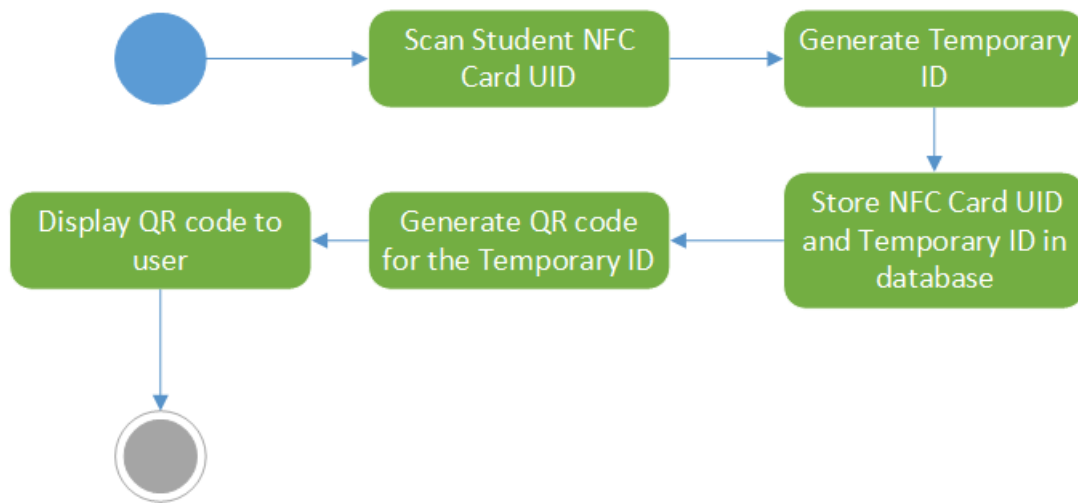 Scan Student NFC
Card UID
Generate Temporary
ID
Store NFC Card UID
and Temporary ID in
database
Generate QR code
for the Temporary ID
Display QR code to
user